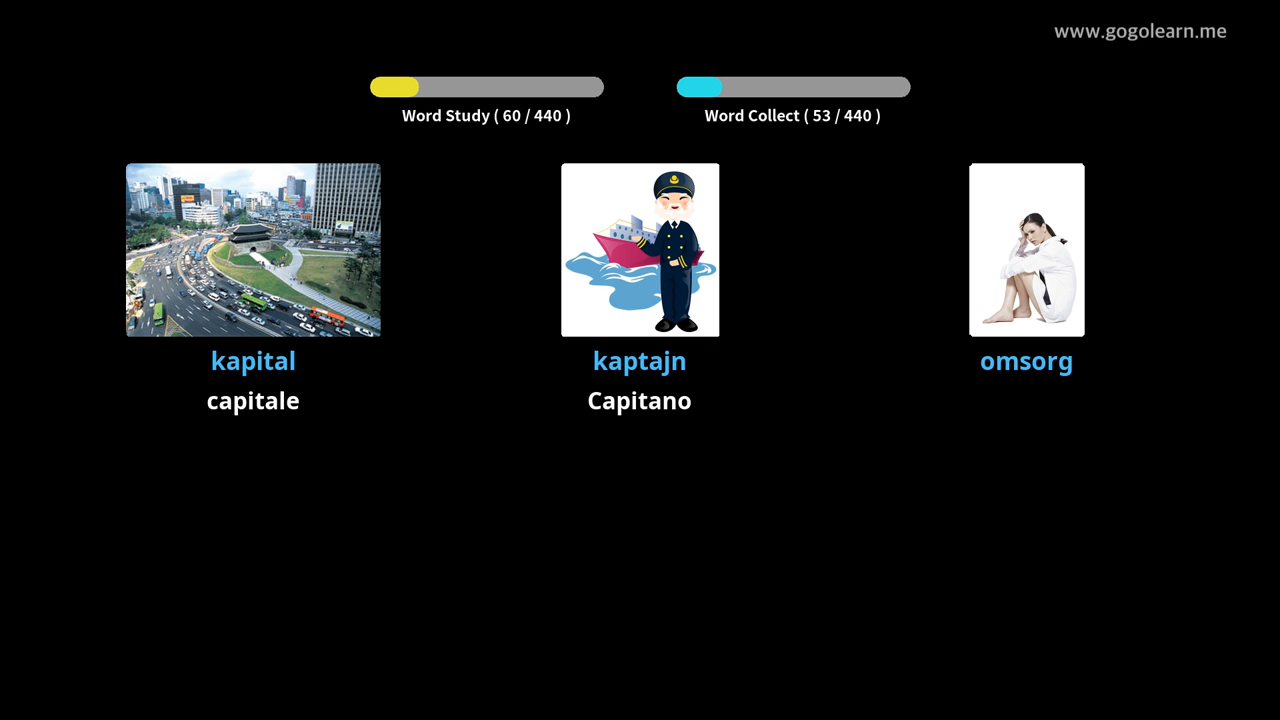 www.gogolearn.me
Word Study ( 60 / 440 )
Word Collect ( 53 / 440 )
kapital
kaptajn
omsorg
capitale
Capitano